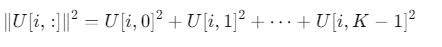 ‖U[i,:]‖² = U[i,0]² + U[i,1]² + ⋯ + U[i,K − 1]²